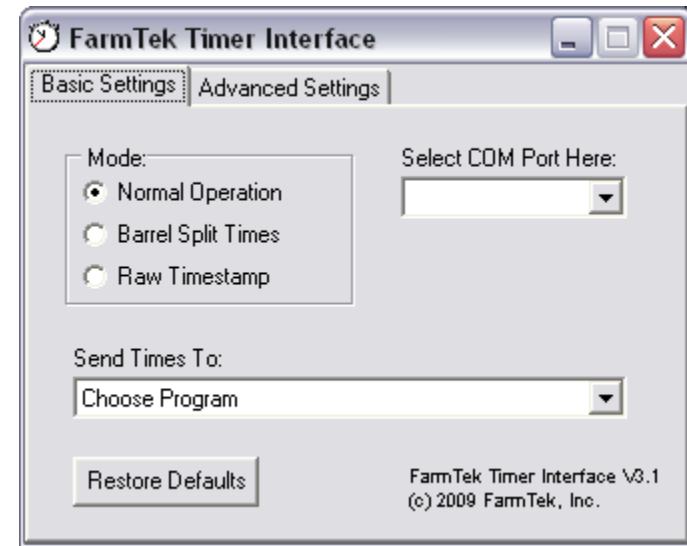 FarmTek Timer Interface
Basic Settings
Advanced Settings
Mode:
Normal Operation
Barrel Split Times
Raw Timestamp
Select COM Port Here:
Send Times To:
Choose Program
Restore Defaults
FarmTek Timer Interface V3.1
(c) 2009 FarmTek, Inc.